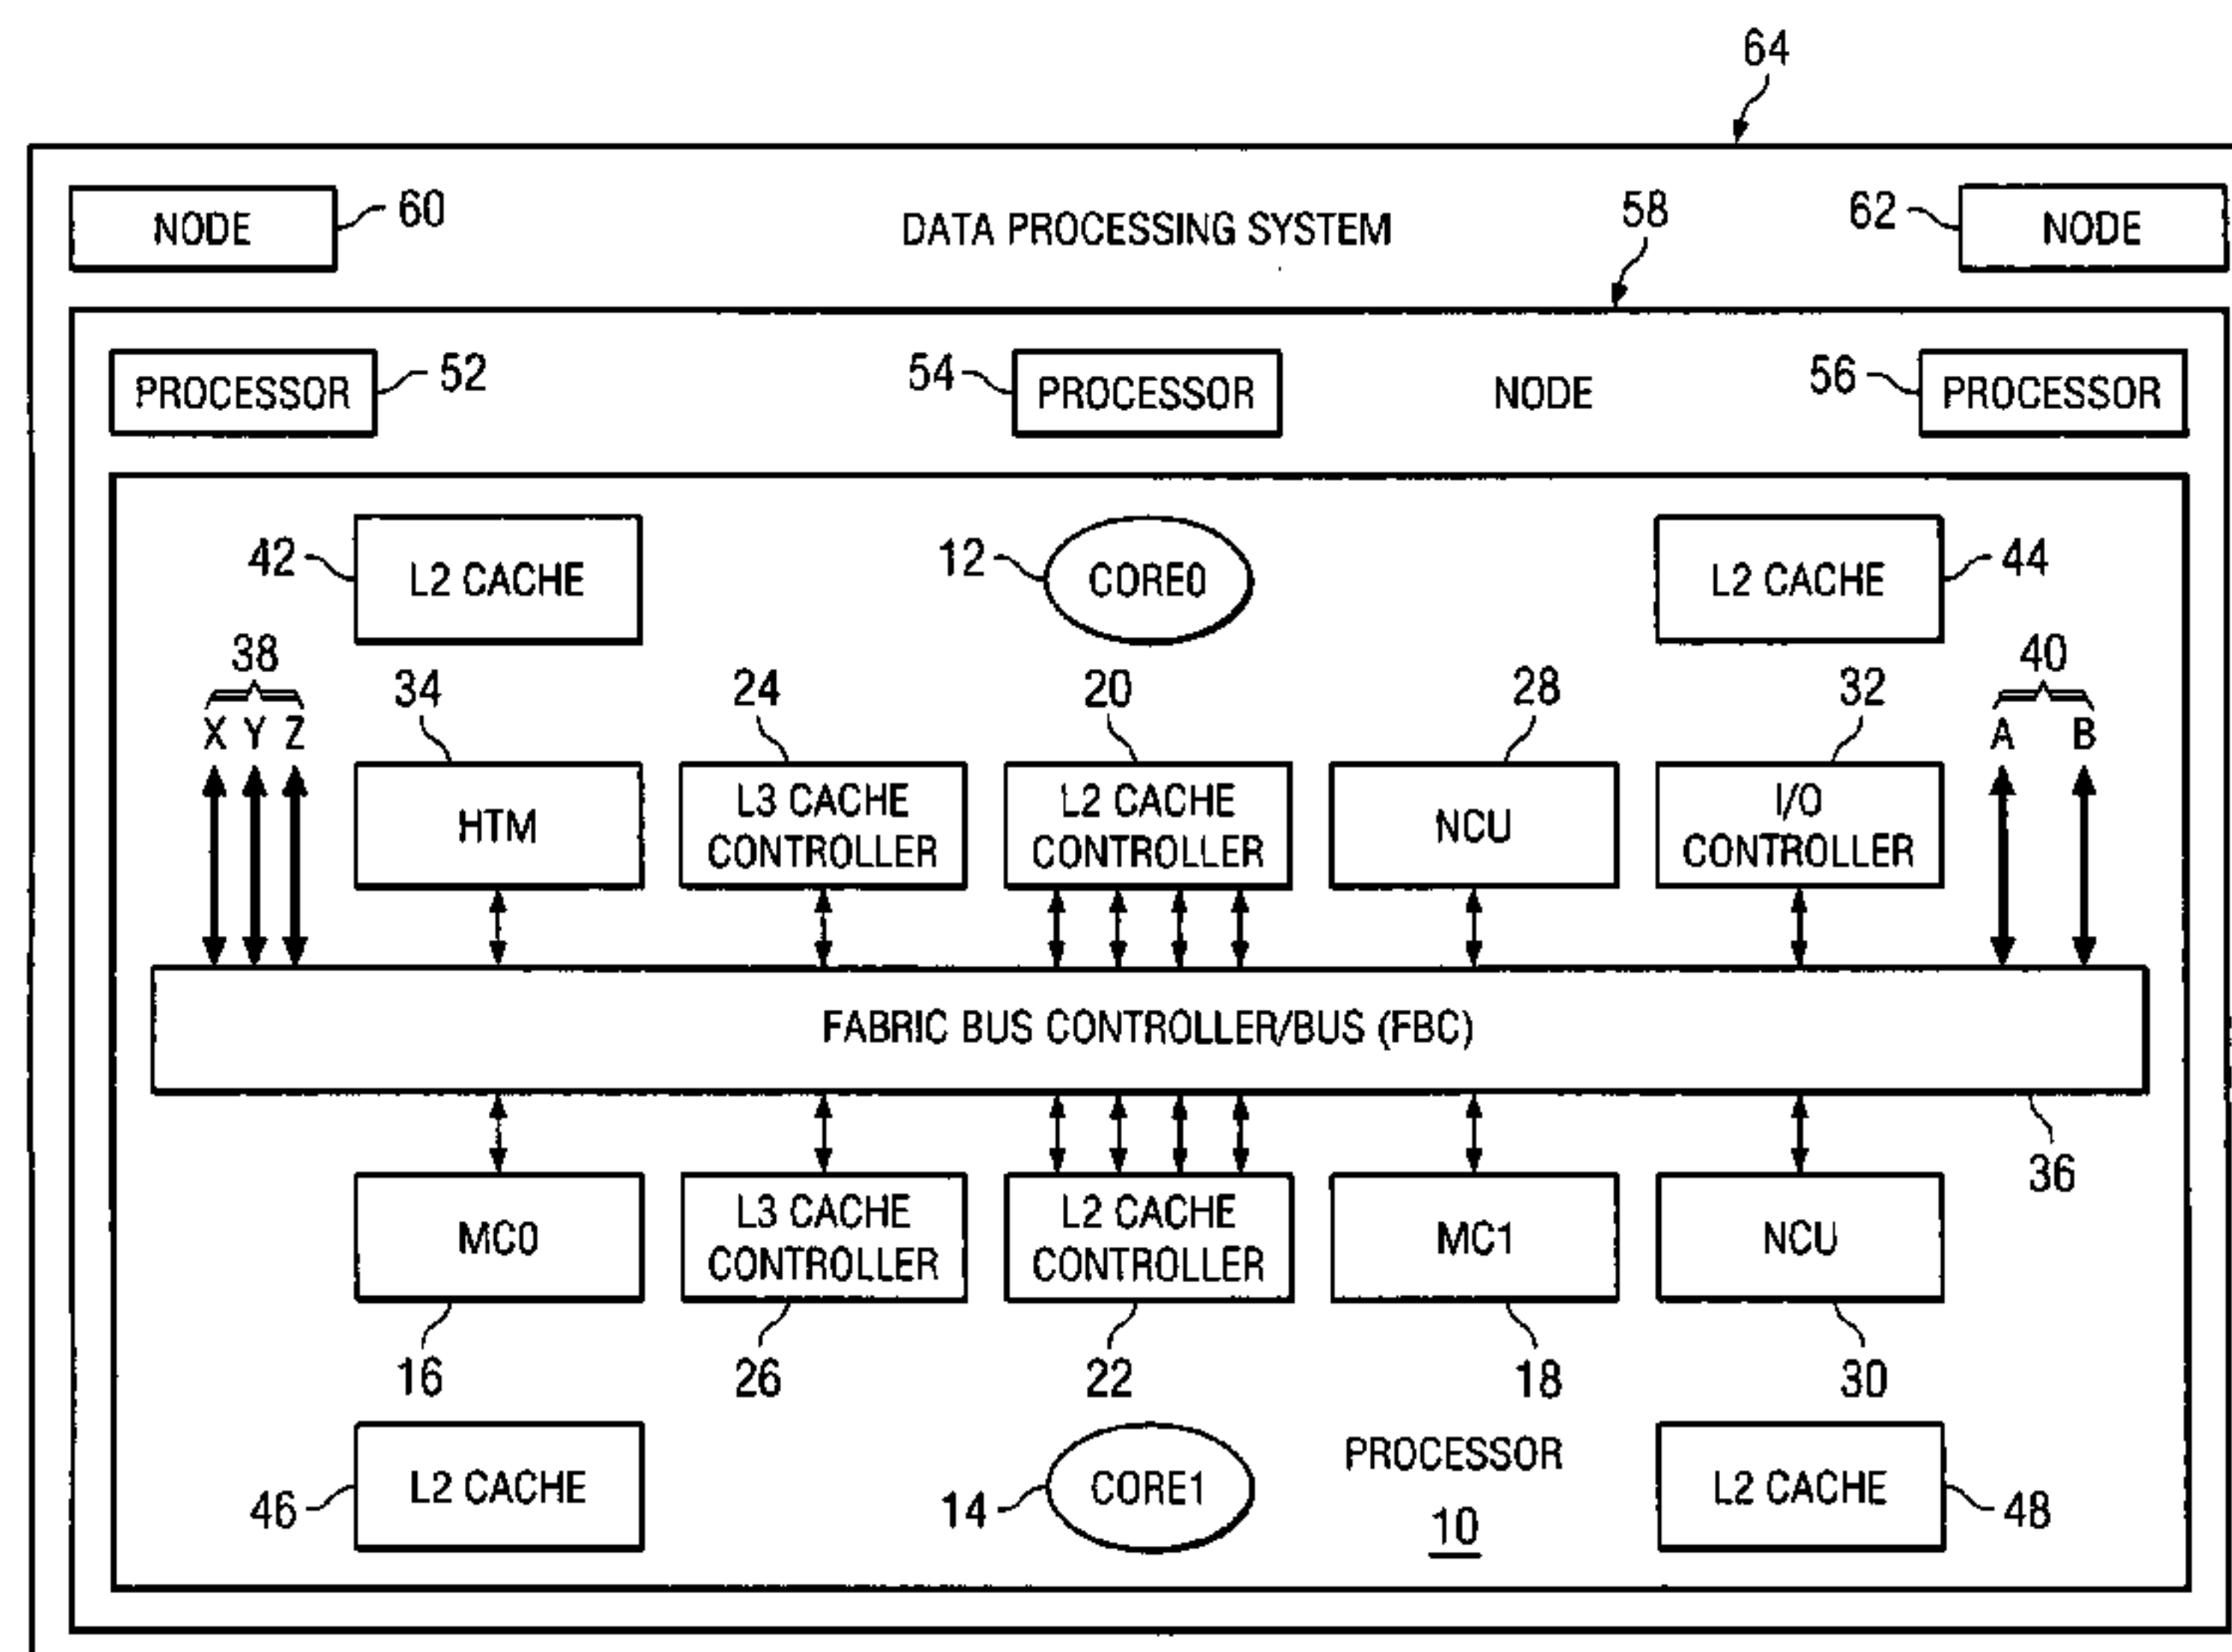 64
NODE
60
DATA PROCESSING SYSTEM
58
62
NODE
PROCESSOR
52
54
PROCESSOR
NODE
56
PROCESSOR
42
L2 CACHE
12
CORE0
L2 CACHE
44
38
X Y Z
34
24
20
28
32
40
A B
HTM
L3 CACHE
CONTROLLER
L2 CACHE
CONTROLLER
NCU
I/O
CONTROLLER
FABRIC BUS CONTROLLER/BUS (FBC)
36
MC0
L3 CACHE
CONTROLLER
L2 CACHE
CONTROLLER
MC1
NCU
16
26
22
18
30
46
L2 CACHE
14
CORE1
PROCESSOR
10
L2 CACHE
48